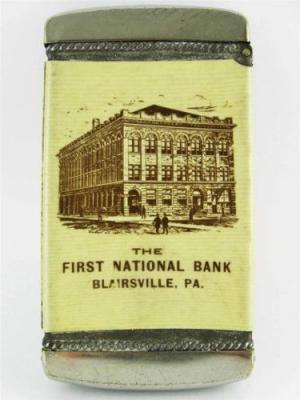 THE
FIRST NATIONAL BANK
BLAIRSVILLE, PA.